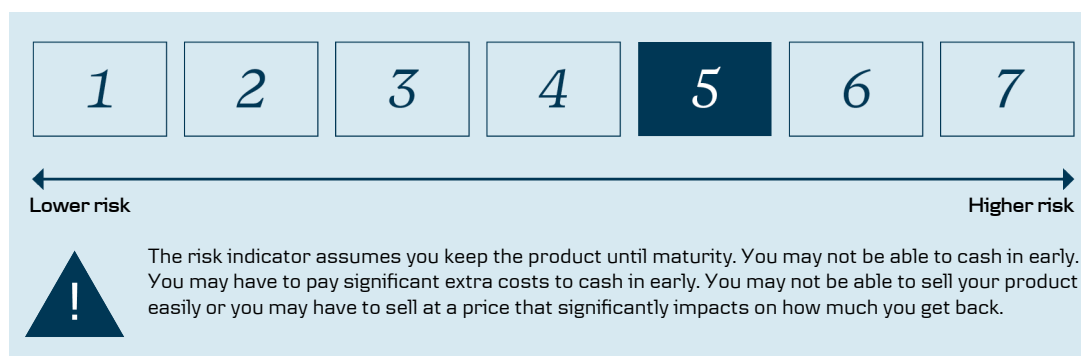 1 2 3 4 5 6 7
Lower risk Higher risk
! The risk indicator assumes you keep the product until maturity. You may not be able to cash in early.
You may have to pay significant extra costs to cash in early. You may not be able to sell your product
easily or you may have to sell at a price that significantly impacts on how much you get back.